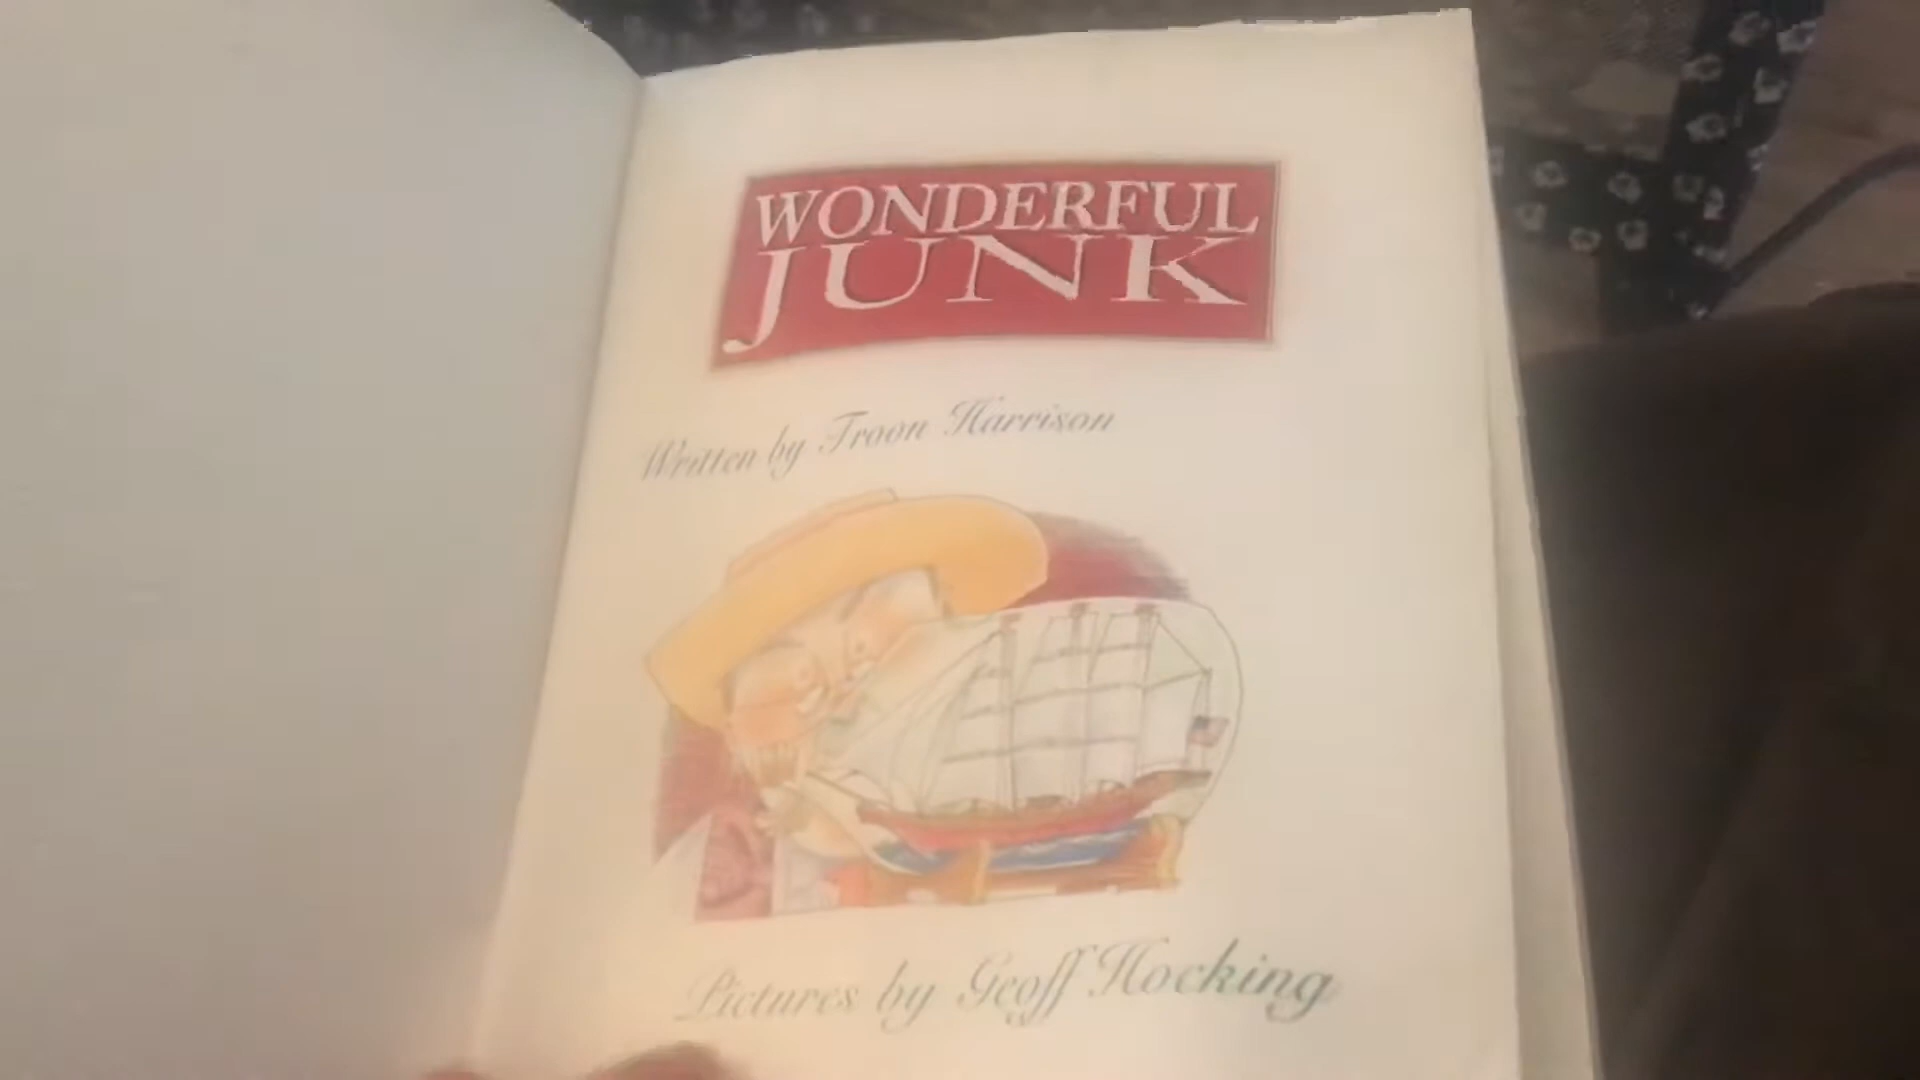 WONDERFUL
JUNK
Written by Troon Harrison
Pictures by Geoff Hocking